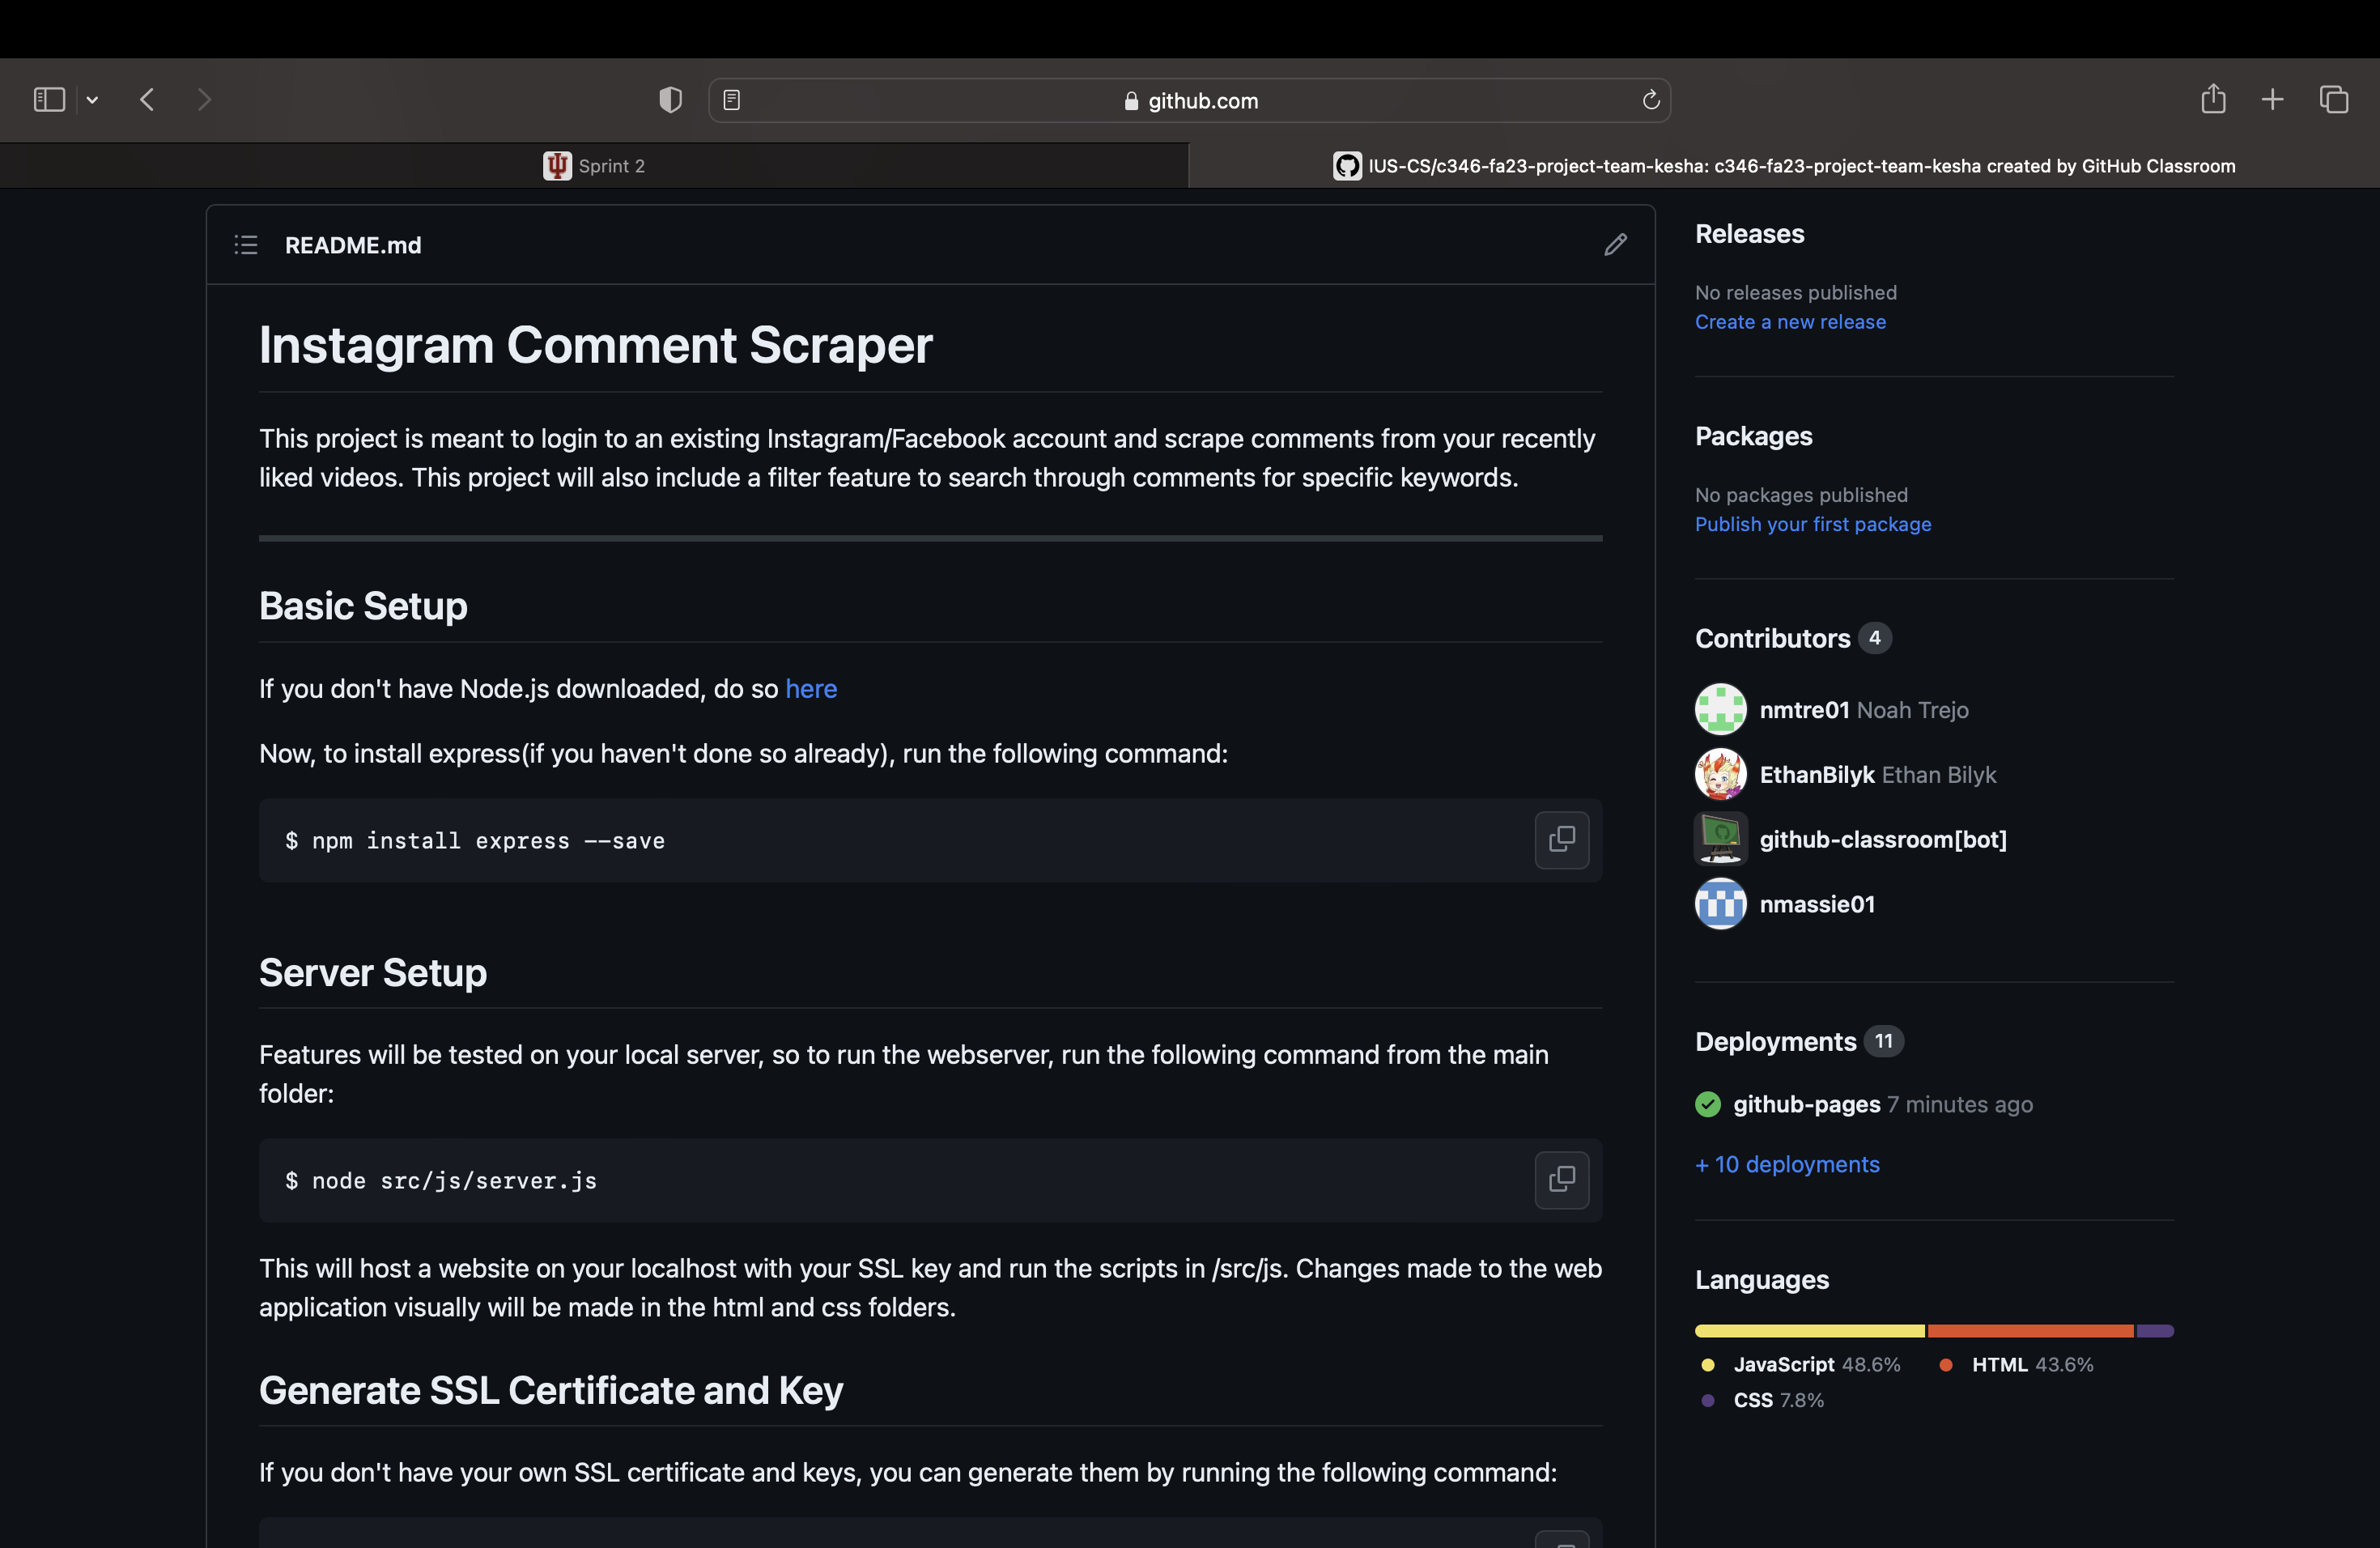 github.com
Sprint 2
IUS-CS/c346-fa23-project-team-kesha: c346-fa23-project-team-kesha created by GitHub Classroom
README.md
Instagram Comment Scraper
This project is meant to login to an existing Instagram/Facebook account and scrape comments from your recently
liked videos. This project will also include a filter feature to search through comments for specific keywords.
Basic Setup
If you don't have Node.js downloaded, do so here
Now, to install express(if you haven't done so already), run the following command:
$ npm install express --save
Server Setup
Features will be tested on your local server, so to run the webserver, run the following command from the main
folder:
$ node src/js/server.js
This will host a website on your localhost with your SSL key and run the scripts in /src/js. Changes made to the web
application visually will be made in the html and css folders.
Generate SSL Certificate and Key
If you don't have your own SSL certificate and keys, you can generate them by running the following command:
Releases
No releases published
Create a new release
Packages
No packages published
Publish your first package
Contributors 4
nmtre01 Noah Trejo
EthanBilyk Ethan Bilyk
github-classroom[bot]
nmassie01
Deployments 11
github-pages 7 minutes ago
+ 10 deployments
Languages
JavaScript 48.6% HTML 43.6%
CSS 7.8%